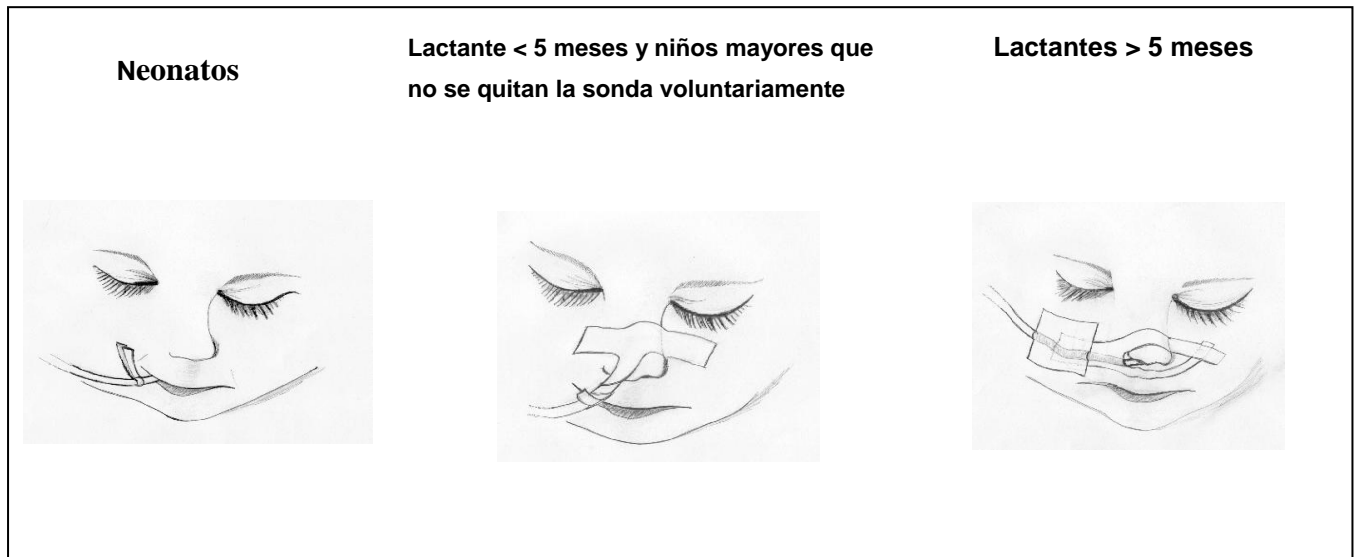 Neonatos
Lactante < 5 meses y niños mayores que
no se quitan la sonda voluntariamente
Lactantes > 5 meses